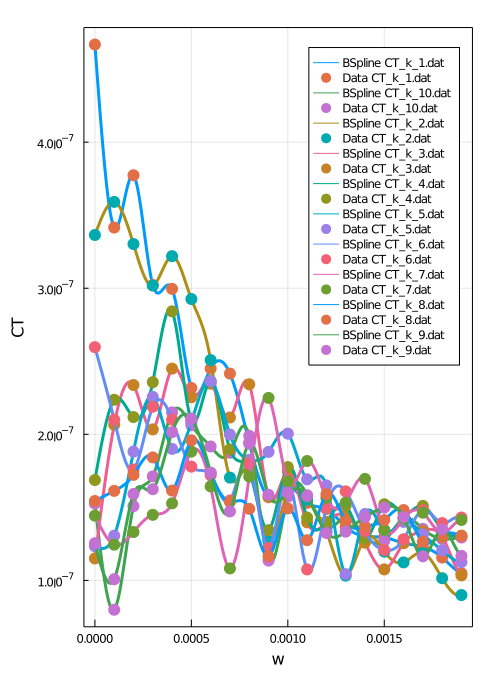 BSpline CT_k_1.dat
Data CT_k_1.dat
BSpline CT_k_10.dat
Data CT_k_10.dat
BSpline CT_k_2.dat
Data CT_k_2.dat
BSpline CT_k_3.dat
Data CT_k_3.dat
BSpline CT_k_4.dat
Data CT_k_4.dat
BSpline CT_k_5.dat
Data CT_k_5.dat
BSpline CT_k_6.dat
Data CT_k_6.dat
BSpline CT_k_7.dat
Data CT_k_7.dat
BSpline CT_k_8.dat
Data CT_k_8.dat
BSpline CT_k_9.dat
Data CT_k_9.dat
4.0×10⁻⁷
3.0×10⁻⁷
2.0×10⁻⁷
1.0×10⁻⁷
CT
0.0000 0.0005 0.0010 0.0015
w